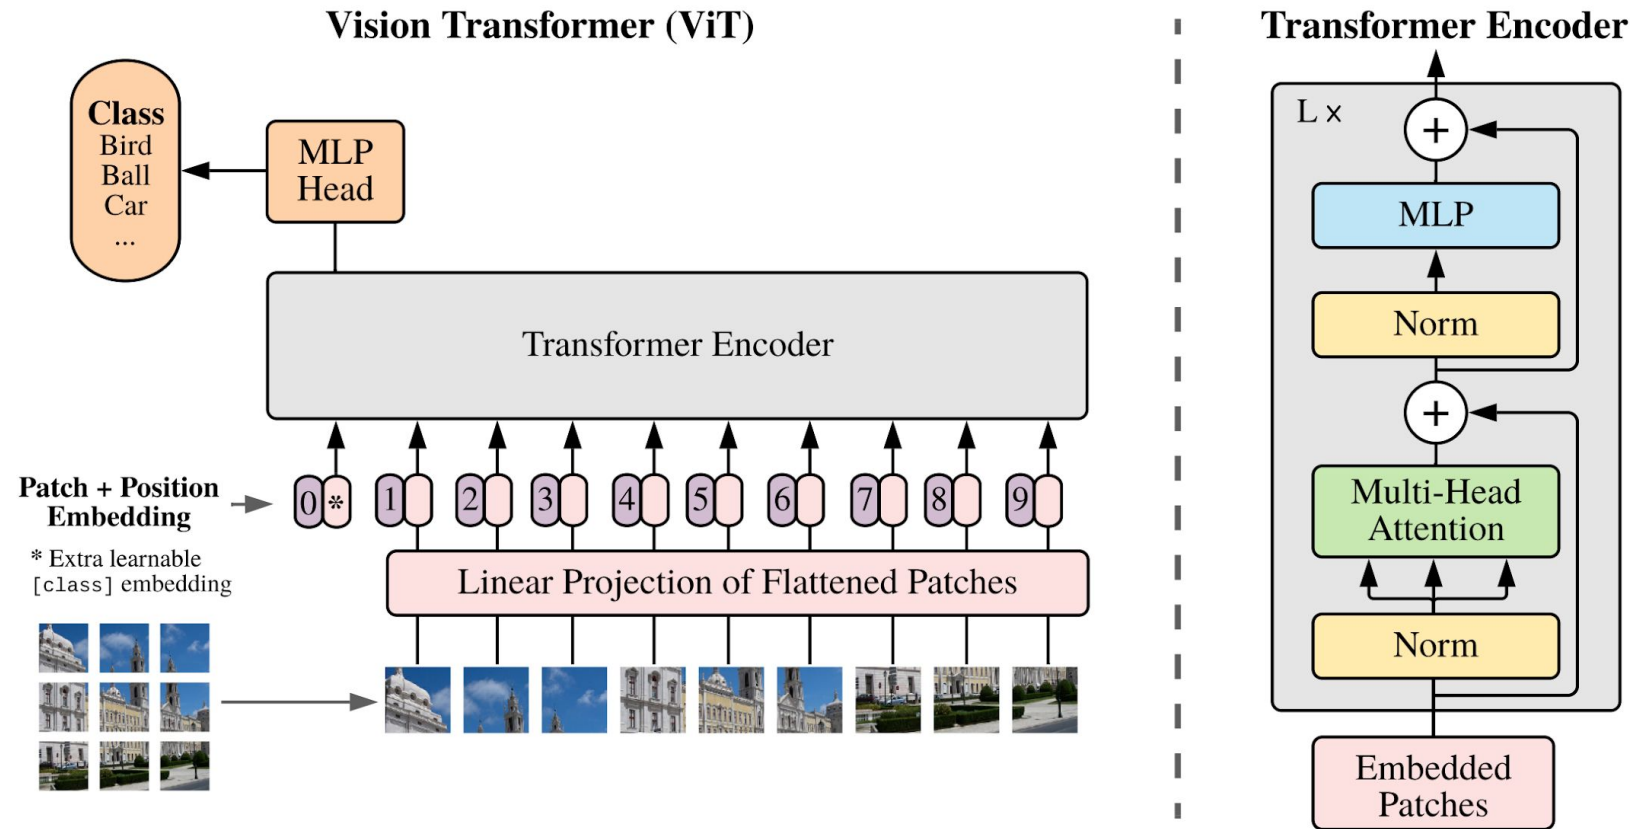 Vision Transformer (ViT)
Class
Bird
Ball
Car
...
MLP
Head
Transformer Encoder
Patch + Position
Embedding
0 * 1 2 3 4 5 6 7 8 9
* Extra learnable
[class] embedding
Linear Projection of Flattened Patches
Transformer Encoder
L ×
+
MLP
Norm
+
Multi-Head
Attention
Norm
Embedded
Patches